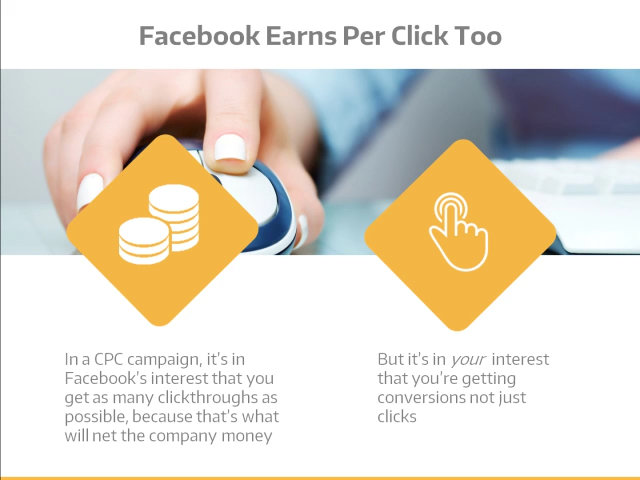 Facebook Earns Per Click Too
In a CPC campaign, it's in
Facebook's interest that you
get as many clickthroughs as
possible, because that's what
will net the company money
But it's in your interest
that you're getting
conversions not just
clicks